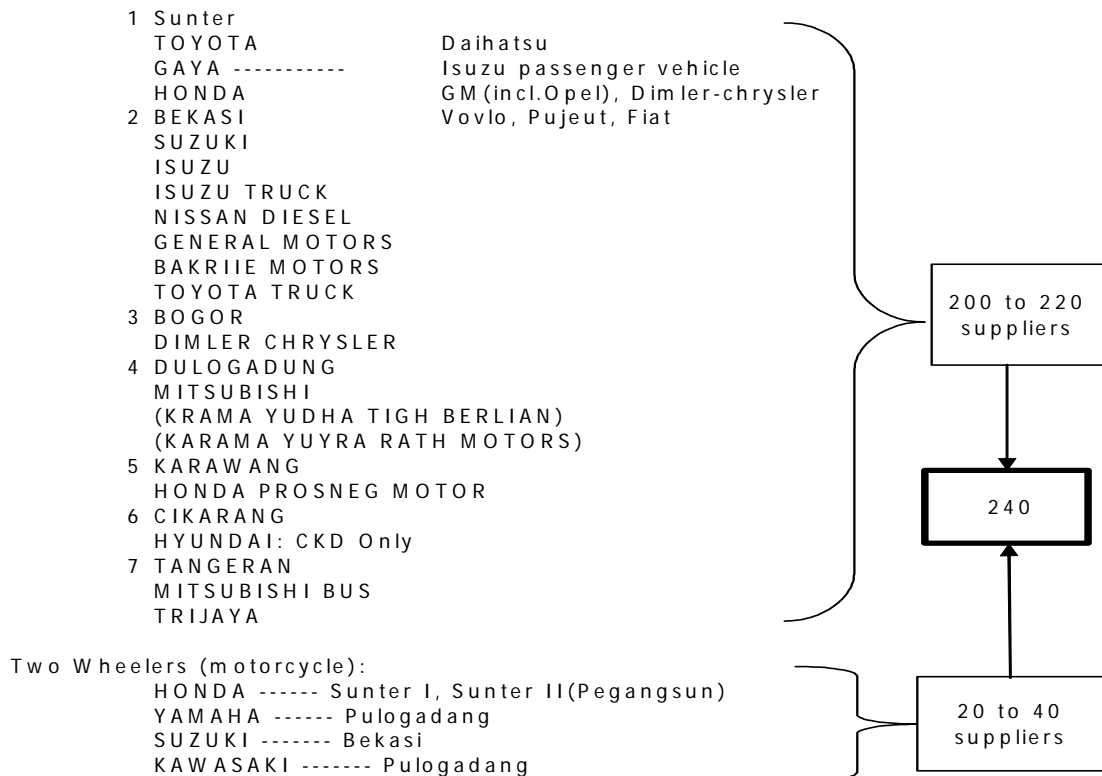 1 Sunter
TOYOTA Daihatsu
GAYA ----------- Isuzu passenger vehicle
HONDA GM(incl.Opel), Dimler-chrysler
2 BEKASI Vovlo, Pujeut, Fiat
SUZUKI
ISUZU
ISUZU TRUCK
NISSAN DIESEL
GENERAL MOTORS
BAKRIIE MOTORS
TOYOTA TRUCK
3 BOGOR
DIMLER CHRYSLER
4 DULOGADUNG
MITSUBISHI
(KRAMA YUDHA TIGH BERLIAN)
(KARAMA YUYRA RATH MOTORS)
5 KARAWANG
HONDA PROSNEG MOTOR
6 CIKARANG
HYUNDAI: CKD Only
7 TANGERAN
MITSUBISHI BUS
TRIJAYA
200 to 220
suppliers
240
Two Wheelers (motorcycle):
HONDA ------ Sunter I, Sunter II(Pegangsun)
YAMAHA ------ Pulogadang
SUZUKI ------- Bekasi
KAWASAKI ------- Pulogadang
20 to 40
suppliers